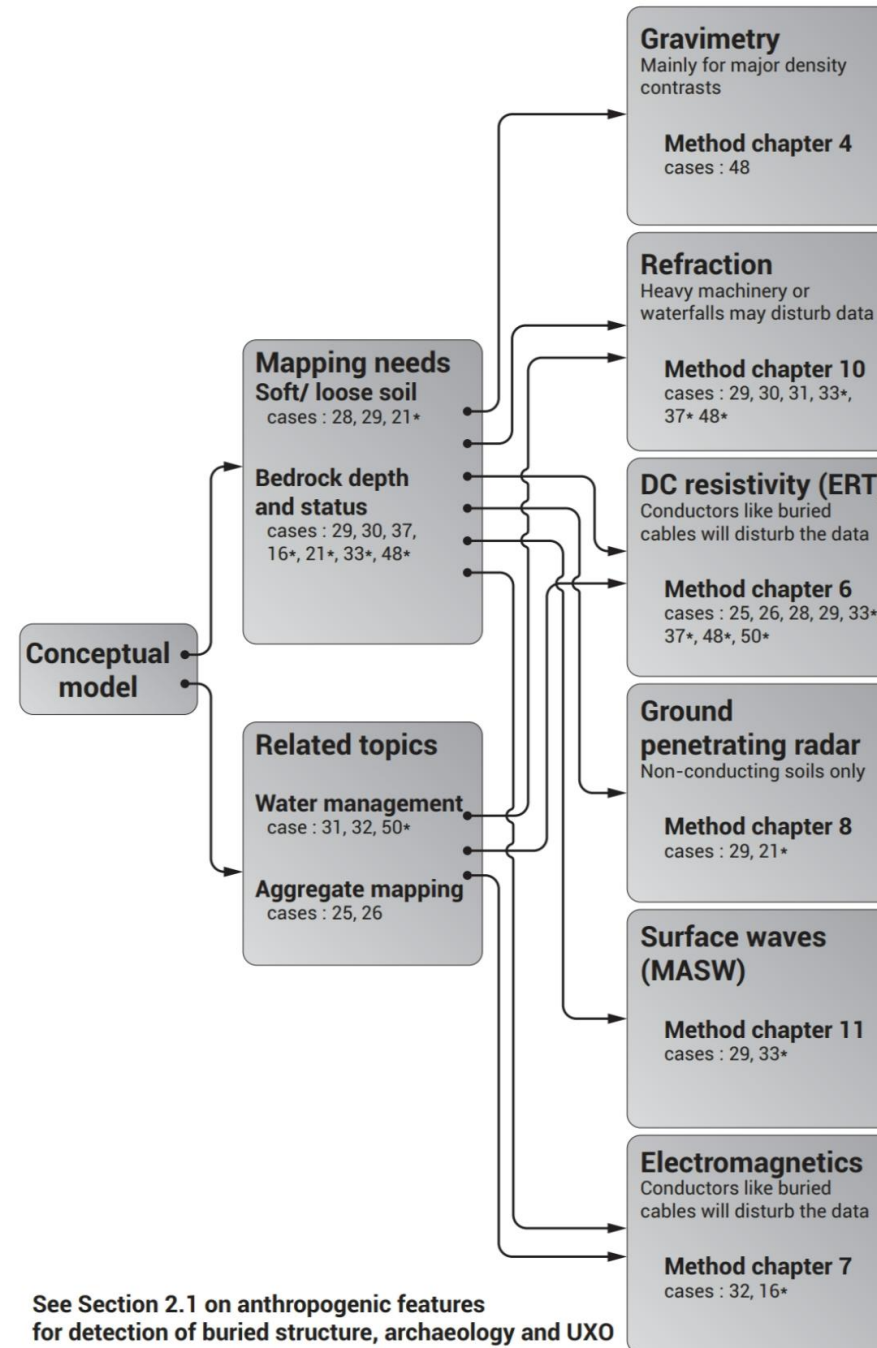 Conceptual
model
Mapping needs
Soft/ loose soil
cases : 28, 29, 21*
Bedrock depth
and status
cases : 29, 30, 37,
16*, 21*, 33*, 48*
Related topics
Water management
case : 31, 32, 50*
Aggregate mapping
cases : 25, 26
Gravimetry
Mainly for major density
contrasts
Method chapter 4
cases : 48
Refraction
Heavy machinery or
waterfalls may disturb data
Method chapter 10
cases : 29, 30, 31, 33*,
37* 48*
DC resistivity (ERT
Conductors like buried
cables will disturb the data
Method chapter 6
cases : 25, 26, 28, 29, 33*
37*, 48*, 50*
Ground
penetrating radar
Non-conducting soils only
Method chapter 8
cases : 29, 21*
Surface waves
(MASW)
Method chapter 11
cases : 29, 33*
Electromagnetics
Conductors like buried
cables will disturb the data
Method chapter 7
cases : 32, 16*
See Section 2.1 on anthropogenic features
for detection of buried structure, archaeology and UXO